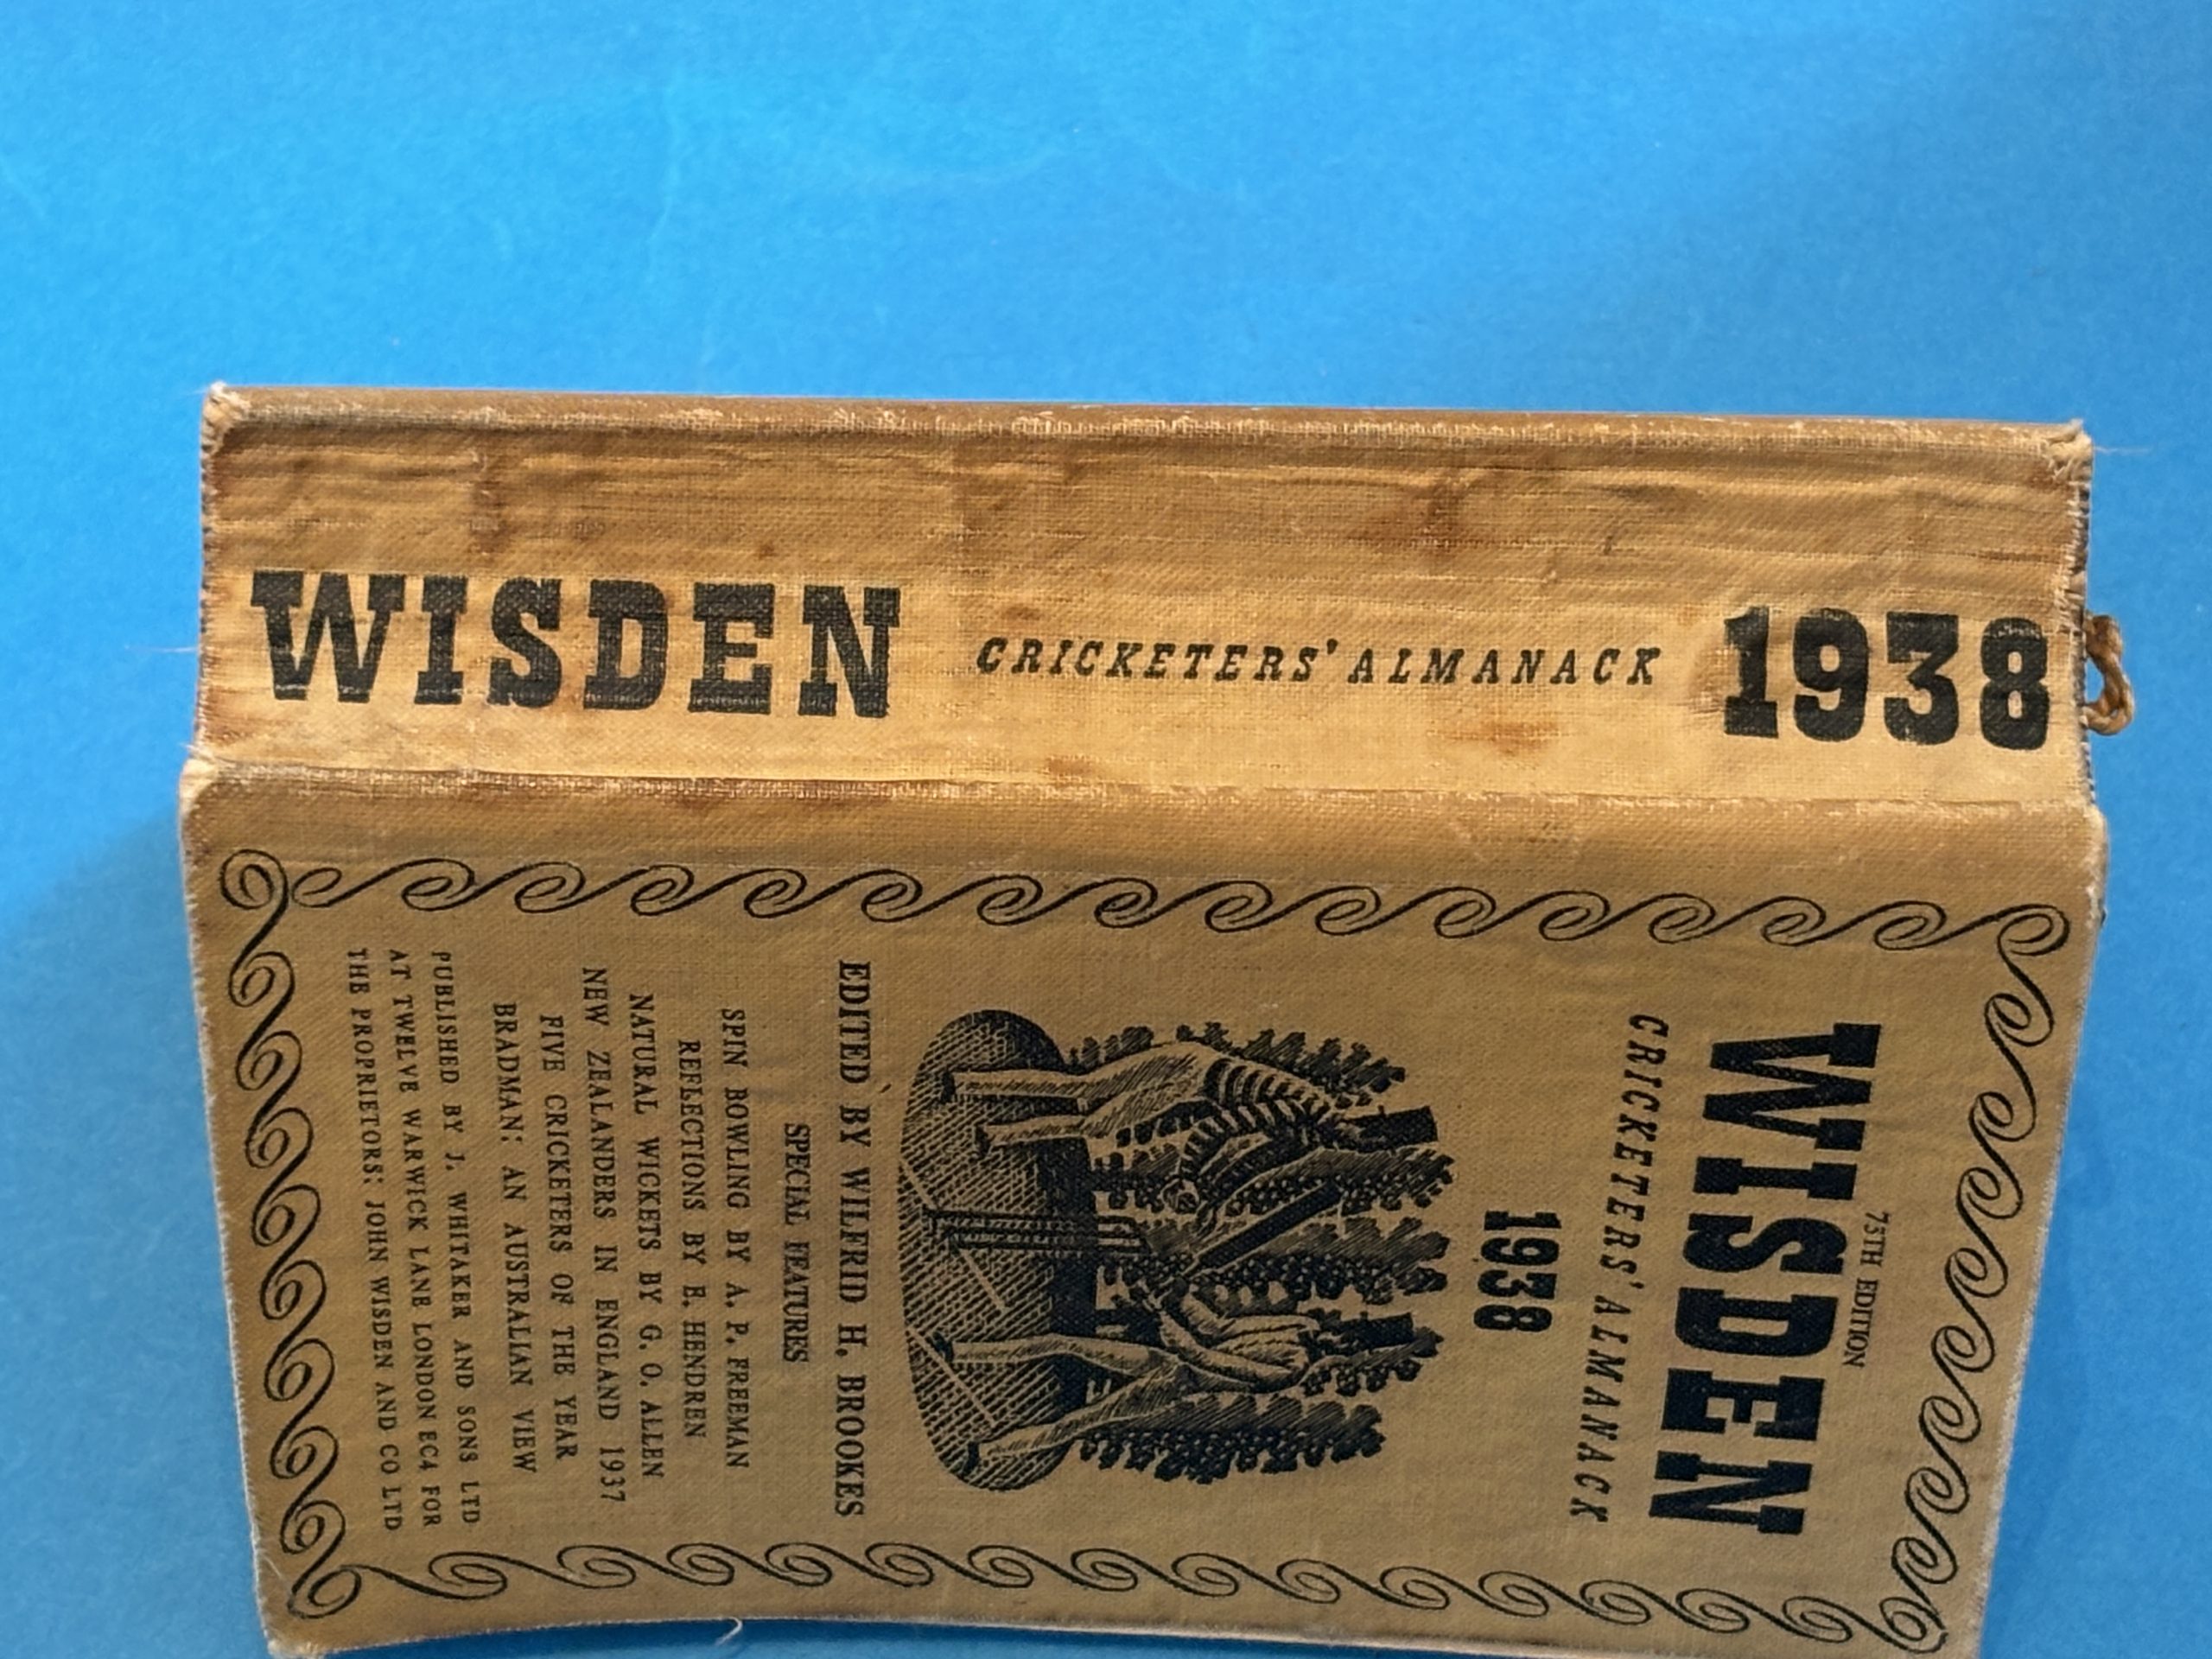 WISDEN CRICKETERS' ALMANACK 1938
73TH EDITION
WISDEN
CRICKETERS' ALMANACK
1938
EDITED BY WILFRID H. BROOKES
SPECIAL FEATURES
SPIN BOWLING BY A. P. FREEMAN
REFLECTIONS BY E. HENDREN
NATURAL WICKETS BY G. O. ALLEN
NEW ZEALANDERS IN ENGLAND 1937
FIVE CRICKETERS OF THE YEAR
BRADMAN: AN AUSTRALIAN VIEW
PUBLISHED BY J. WHITAKER AND SONS LTD
AT TWELVE WARWICK LANE LONDON EC4 FOR
THE PROPRIETORS: JOHN WISDEN AND CO LTD